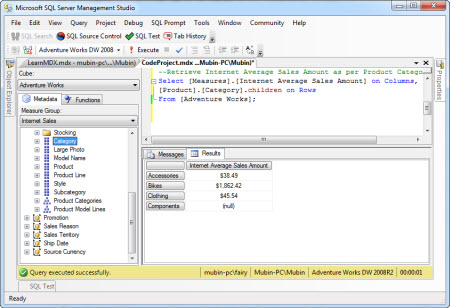 Microsoft SQL Server Management Studio
File Edit View Query Project Debug SQL Prompt Tools Window Community Help
SQL Search SQL Source Control SQL Test Tab History
Adventure Works DW 2008 Execute
LearnMDX.mdx - mubin-pc\...\Mubin) CodeProject.mdx ...Mubin-PC\Mubin)*
Object Explorer
Cube:
Adventure Works
Metadata Functions
Measure Group:
Internet Sales
Stocking
Category
Large Photo
Model Name
Product
Product Line
Style
Subcategory
Product Categories
Product Model Lines
Promotion
Sales Reason
Sales Territory
Ship Date
Source Currency
--Retrieve Internet Average Sales Amount as per Product Catego
Select [Measures].[Internet Average Sales Amount] on Columns,
[Product].[Category].children on Rows
From [Adventure Works];
Messages Results
Internet Average Sales Amount
Accessories $38.49
Bikes $1,862.42
Clothing $45.54
Components (null)
Properties
Query executed successfully. mubin-pc\fairy Mubin-PC\Mubin Adventure Works DW 2008R2 00:00:01
SQL Test
Ready